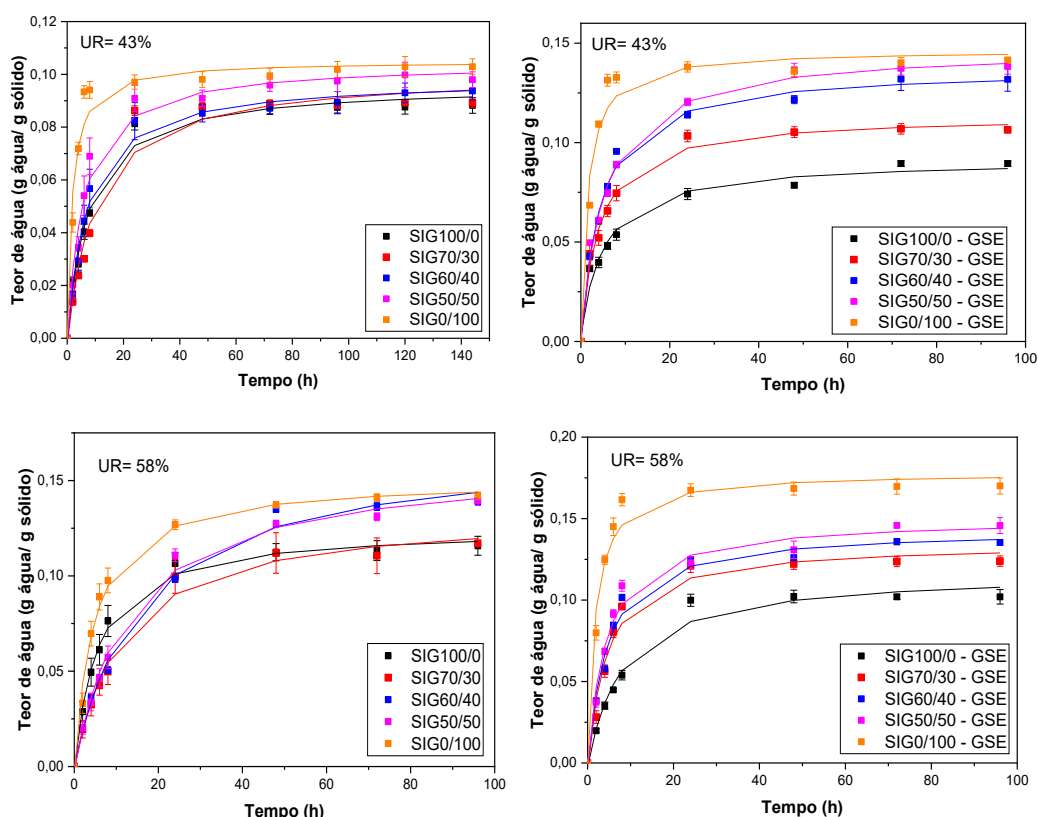 UR= 43%
Teor de água (g água/ g sólido)
0,12
0,10
0,08
0,06
0,04
0,02
0,00
SIG100/0
SIG70/30
SIG60/40
SIG50/50
SIG0/100
0 20 40 60 80 100 120 140
Tempo (h)
UR= 43%
Teor de água (g água/ g sólido)
0,15
0,10
0,05
0,00
SIG100/0 - GSE
SIG70/30 - GSE
SIG60/40 - GSE
SIG50/50 - GSE
SIG0/100 - GSE
0 20 40 60 80 100
Tempo (h)
UR= 58%
Teor de água (g água/ g sólido)
0,15
0,10
0,05
0,00
SIG100/0
SIG70/30
SIG60/40
SIG50/50
SIG0/100
0 20 40 60 80 100
Tempo (h)
UR= 58%
Teor de água (g água/ g sólido)
0,20
0,15
0,10
0,05
0,00
SIG100/0 - GSE
SIG70/30 - GSE
SIG60/40 - GSE
SIG50/50 - GSE
SIG0/100 - GSE
0 20 40 60 80 100
Tempo (h)